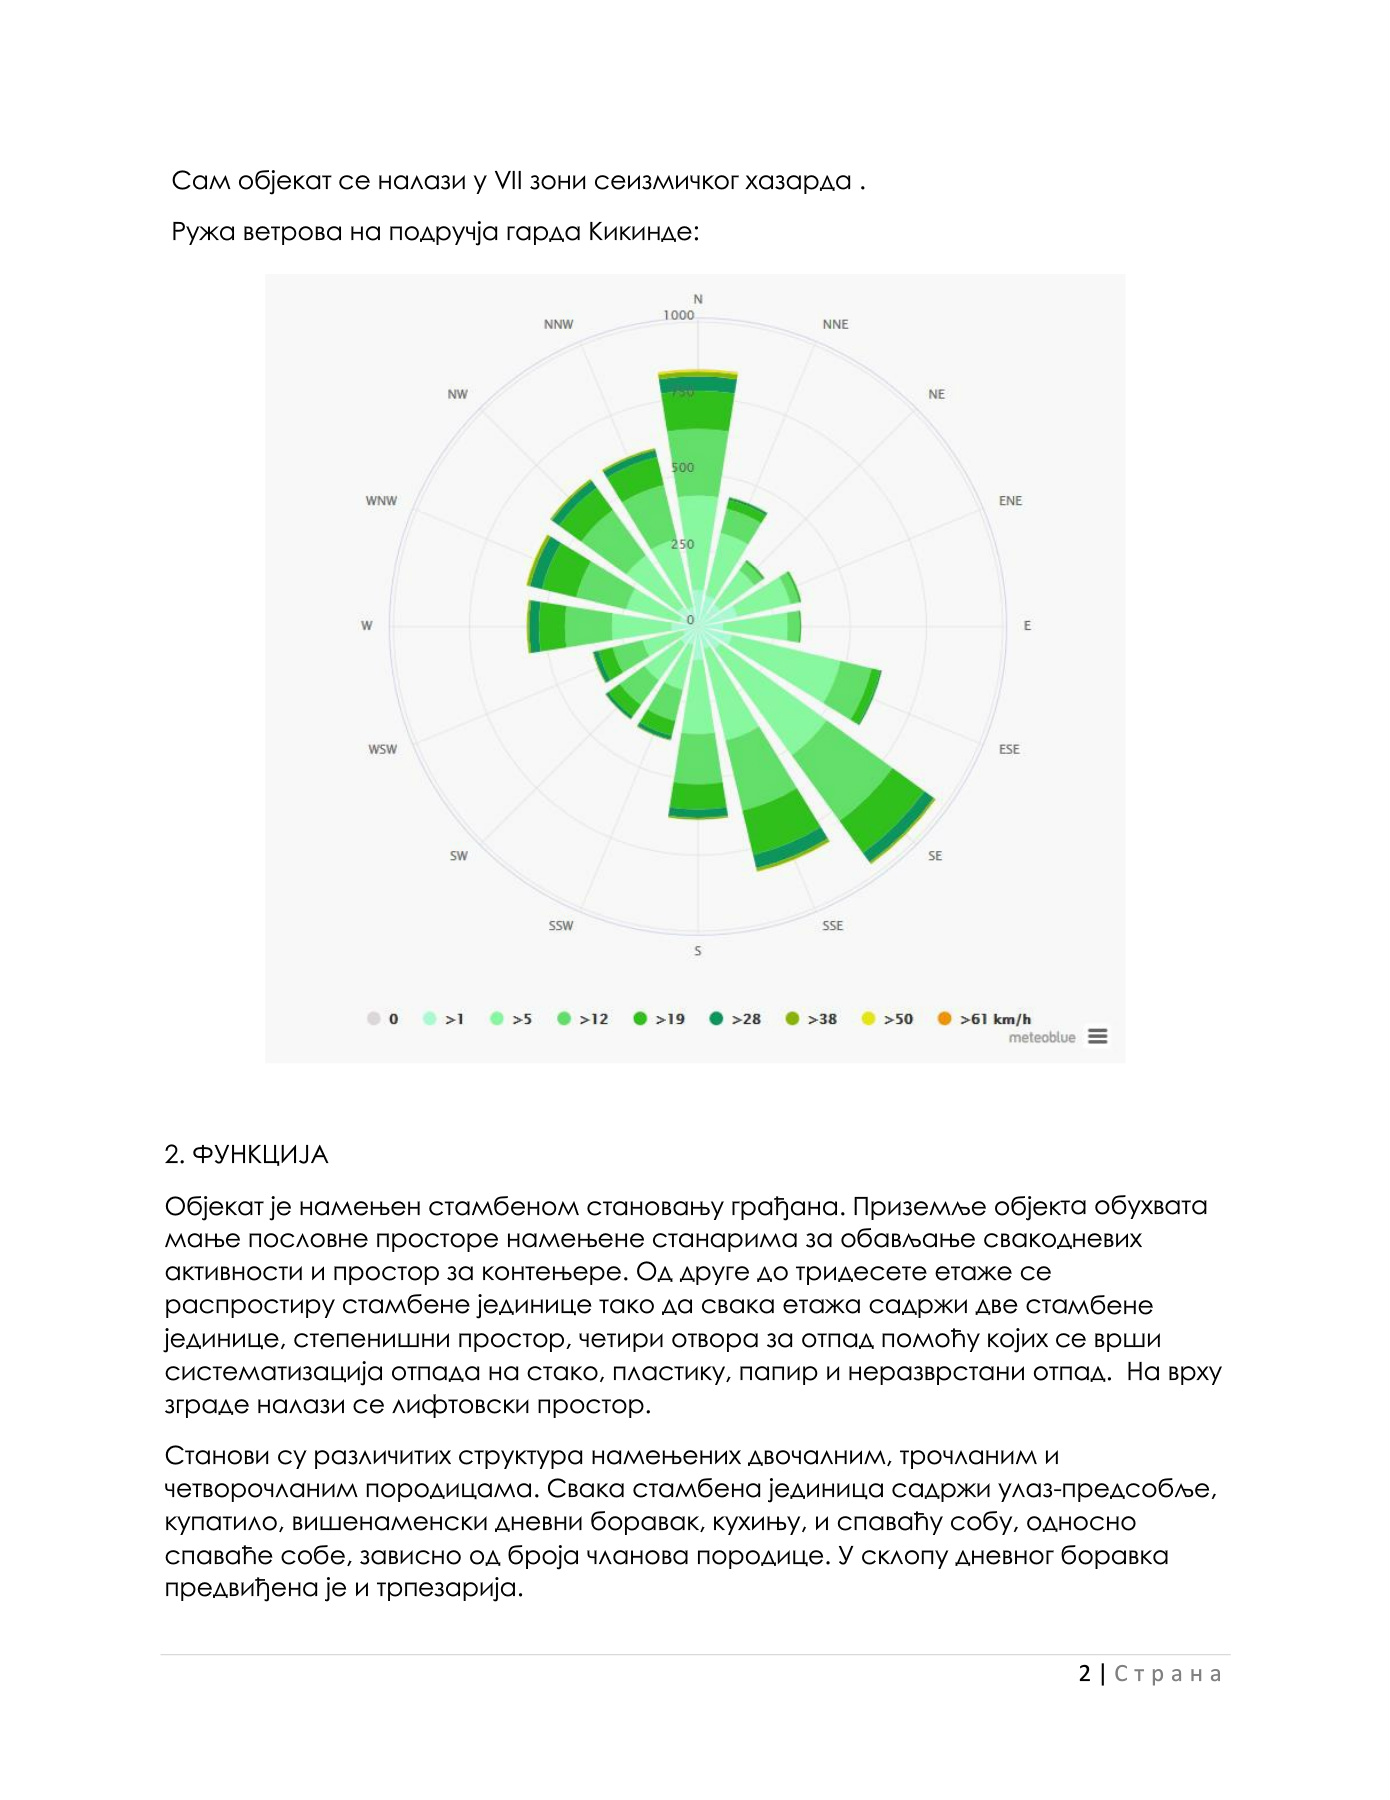 Сам објекат се налази у VII зони сеизмичког хазарда .
Ружа ветрова на подручја гарда Кикинде:
N
1000
NNW
NNE
750
NW
NE
500
WNW
ENE
250
0
W
E
WSW
ESE
SW
SE
SSW
SSE
S
0 >1 >5 >12 >19 >28 >38 >50 >61 km/h
meteoblue
2. ФУНКЦИЈА
Објекат је намењен стамбеном становању грађана. Приземље објекта обухвата
мање пословне просторе намењене станарима за обављање свакодневих
активности и простор за контењере. Од друге до тридесете етаже се
распростиру стамбене јединице тако да свака етажа садржи две стамбене
јединице, степенишни простор, четири отвора за отпад помоћу којих се врши
систематизација отпада на стако, пластику, папир и неразврстани отпад.  На врху
зграде налази се лифтовски простор.
Станови су различитих структура намењених двочалним, трочланим и
четворочланим породицама. Свака стамбена јединица садржи улаз-предсобље,
купатило, вишенаменски дневни боравак, кухињу, и спаваћу собу, односно
спаваће собе, зависно од броја чланова породице. У склопу дневног боравка
предвиђена је и трпезарија.
2 | Страна